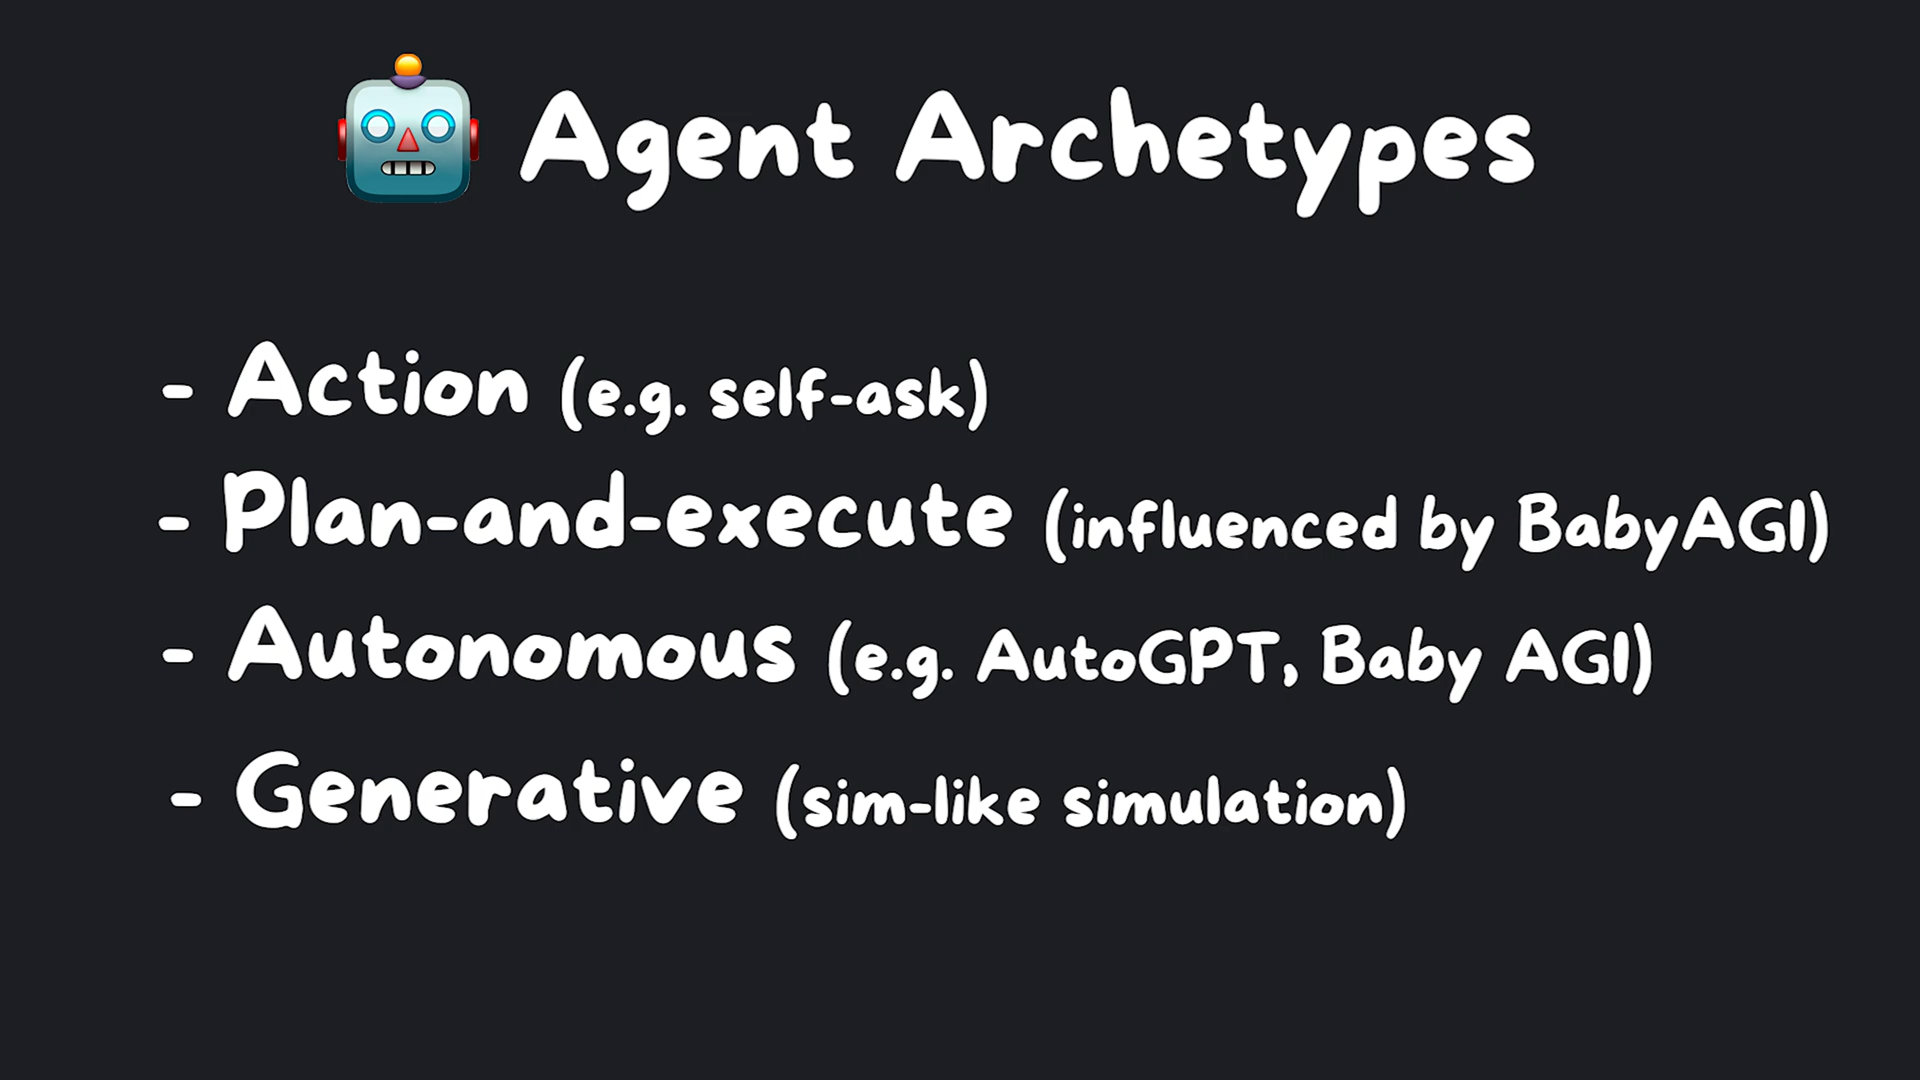 Agent Archetypes
- Action (e.g. self-ask)
- Plan-and-execute (influenced by BabyAGI)
- Autonomous (e.g. AutoGPT, Baby AGI)
- Generative (sim-like simulation)